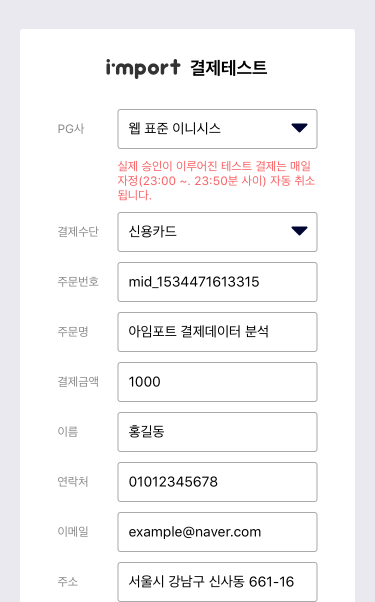 i'mport 결제테스트
PG사
웹 표준 이니시스
실제 승인이 이루어진 테스트 결제는 매일
자정(23:00 ~. 23:50분 사이) 자동 취소
됩니다.
결제수단
신용카드
주문번호
mid_1534471613315
주문명
아임포트 결제데이터 분석
결제금액
1000
이름
홍길동
연락처
01012345678
이메일
example@naver.com
주소
서울시 강남구 신사동 661-16